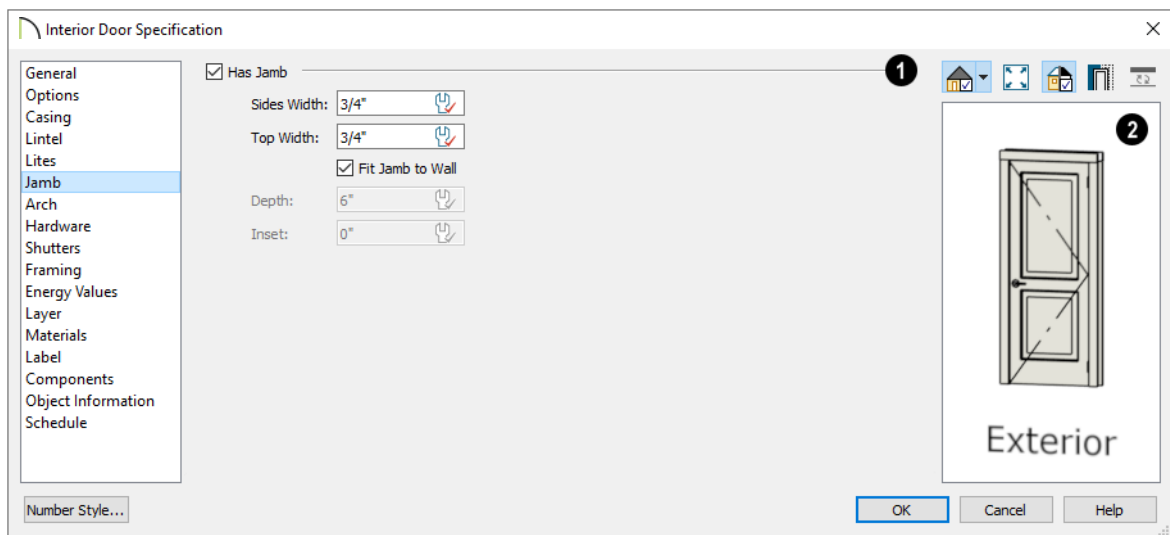 Interior Door Specification
General
Options
Casing
Lintel
Lites
Jamb
Arch
Hardware
Shutters
Framing
Energy Values
Layer
Materials
Label
Components
Object Information
Schedule
Has Jamb
Sides Width: 3/4"
Top Width: 3/4"
Fit Jamb to Wall
Depth: 6"
Inset: 0"
1
2
Exterior
Number Style...
OK
Cancel
Help